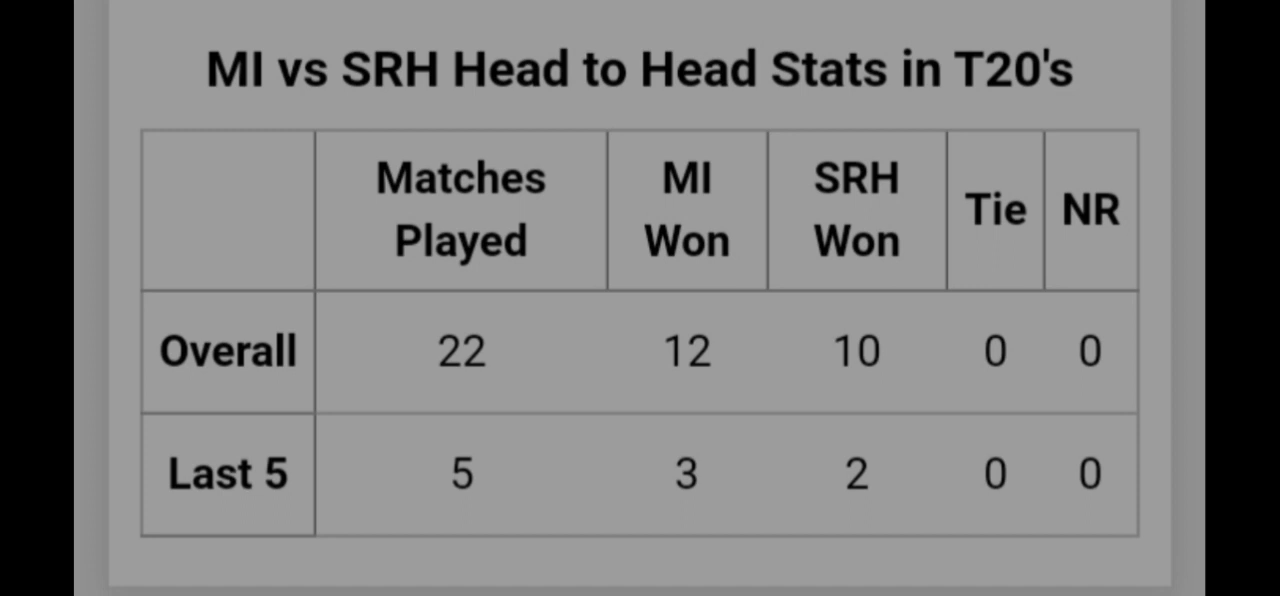 MI vs SRH Head to Head Stats in T20's
Matches Played MI Won SRH Won Tie NR
Overall 22 12 10 0 0
Last 5 5 3 2 0 0